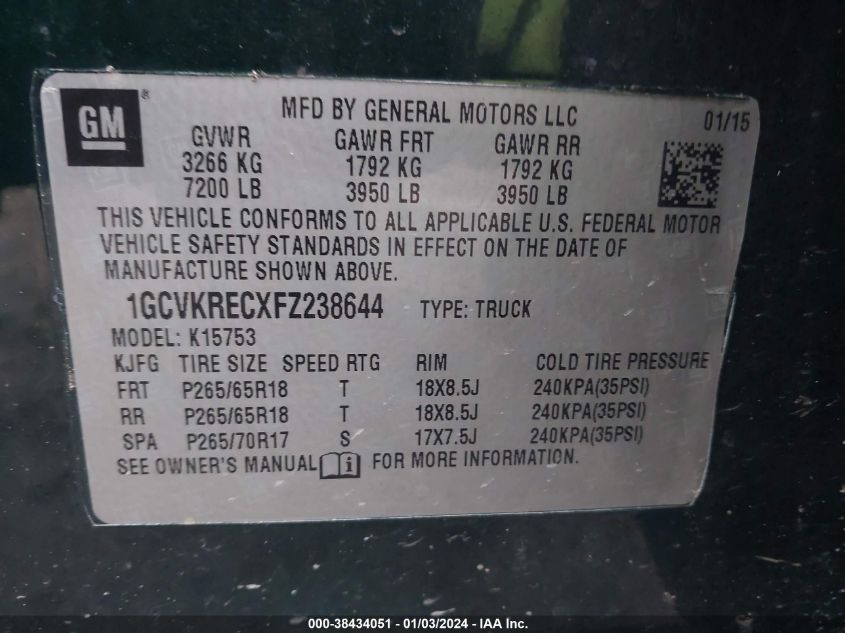 GM®
MFD BY GENERAL MOTORS LLC
01/15
GVWR GAWR FRT GAWR RR
3266 KG 1792 KG 1792 KG
7200 LB 3950 LB 3950 LB
THIS VEHICLE CONFORMS TO ALL APPLICABLE U.S. FEDERAL MOTOR
VEHICLE SAFETY STANDARDS IN EFFECT ON THE DATE OF
MANUFACTURE SHOWN ABOVE.
1GCVKRECXFZ238644 TYPE: TRUCK
MODEL: K15753
KJFG TIRE SIZE SPEED RTG RIM COLD TIRE PRESSURE
FRT P265/65R18 T 18X8.5J 240KPA(35PSI)
RR P265/65R18 T 18X8.5J 240KPA(35PSI)
SPA P265/70R17 S 17X7.5J 240KPA(35PSI)
SEE OWNER'S MANUAL i FOR MORE INFORMATION.
000-38434051 - 01/03/2024 - IAA Inc.